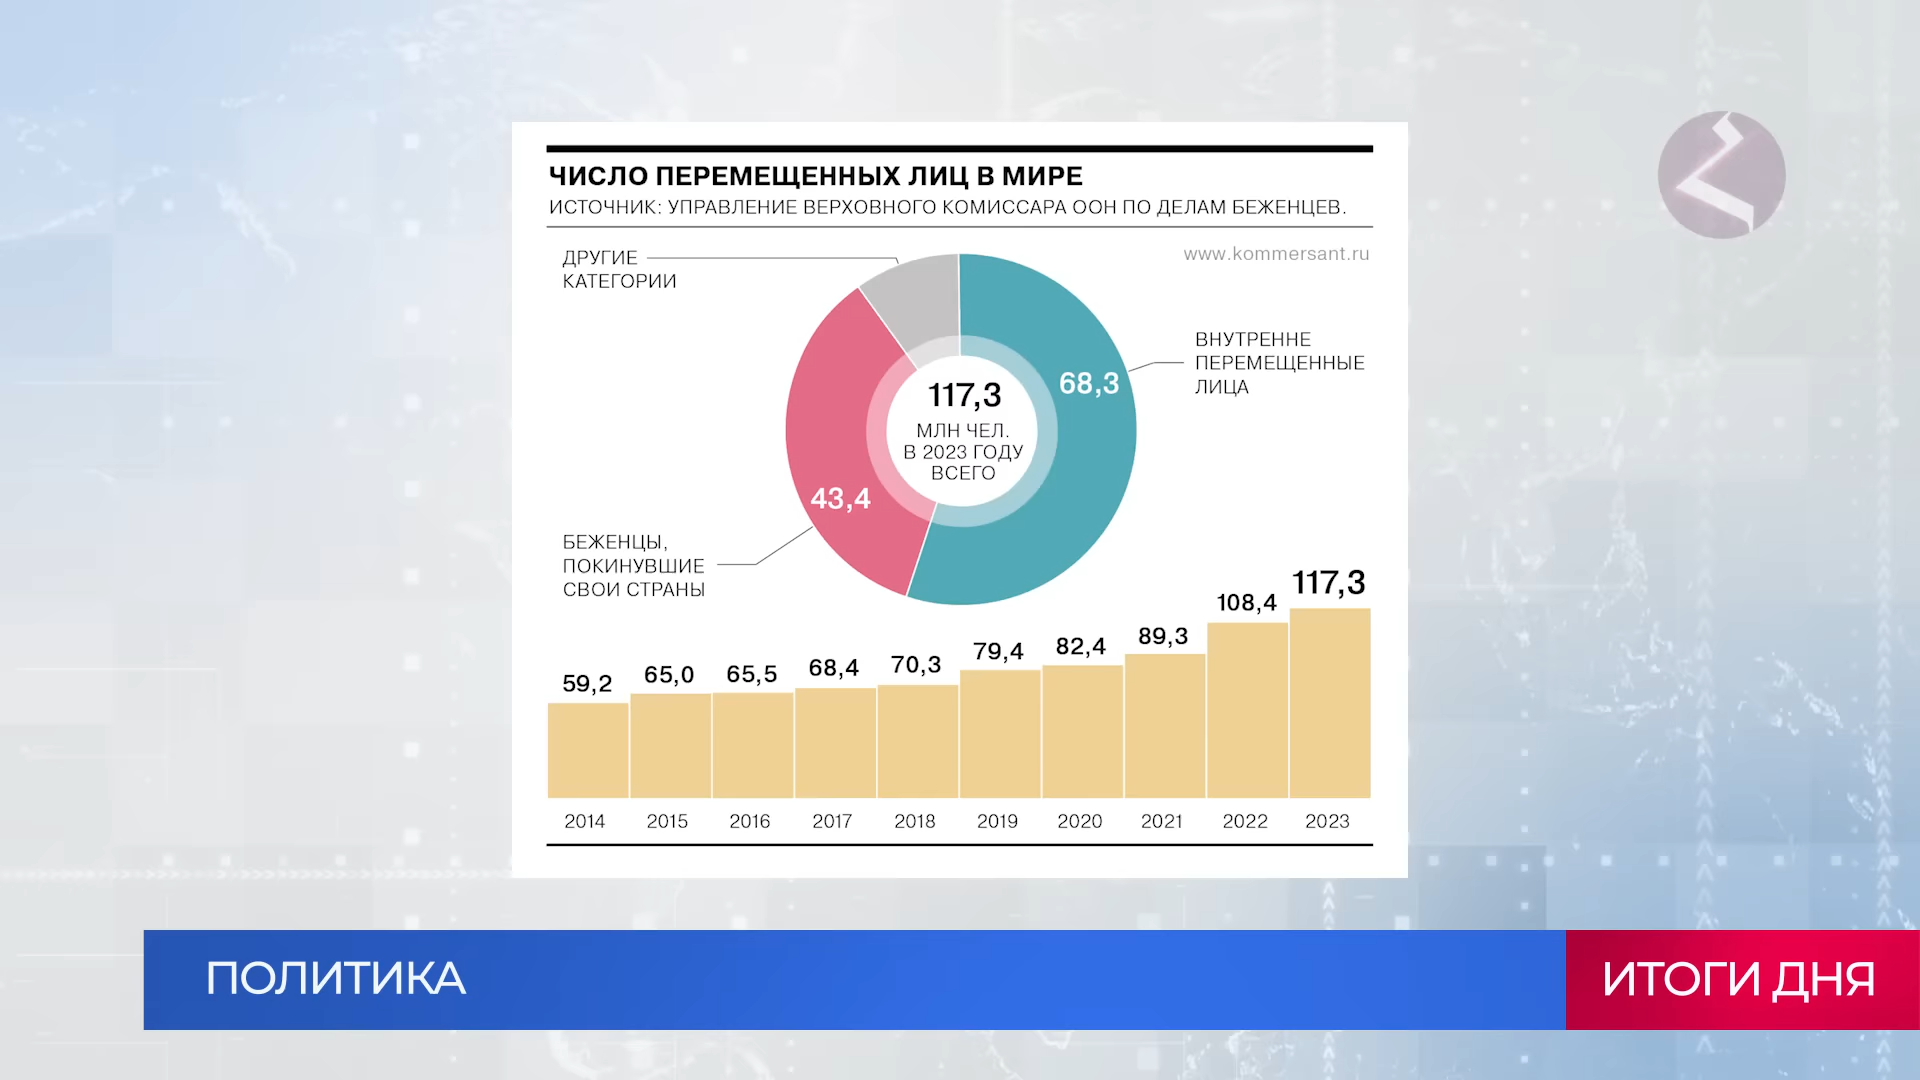 ЧИСЛО ПЕРЕМЕЩЕННЫХ ЛИЦ В МИРЕ
ИСТОЧНИК: УПРАВЛЕНИЕ ВЕРХОВНОГО КОМИССАРА ООН ПО ДЕЛАМ БЕЖЕНЦЕВ.
www.kommersant.ru
ДРУГИЕ
КАТЕГОРИИ
ВНУТРЕННЕ
ПЕРЕМЕЩЕННЫЕ
ЛИЦА
68,3
117,3
МЛН ЧЕЛ.
В 2023 ГОДУ
ВСЕГО
43,4
БЕЖЕНЦЫ,
ПОКИНУВШИЕ
СВОИ СТРАНЫ
59,2 65,0 65,5 68,4 70,3 79,4 82,4 89,3 108,4 117,3
2014 2015 2016 2017 2018 2019 2020 2021 2022 2023
ПОЛИТИКА
ИТОГИ ДНЯ